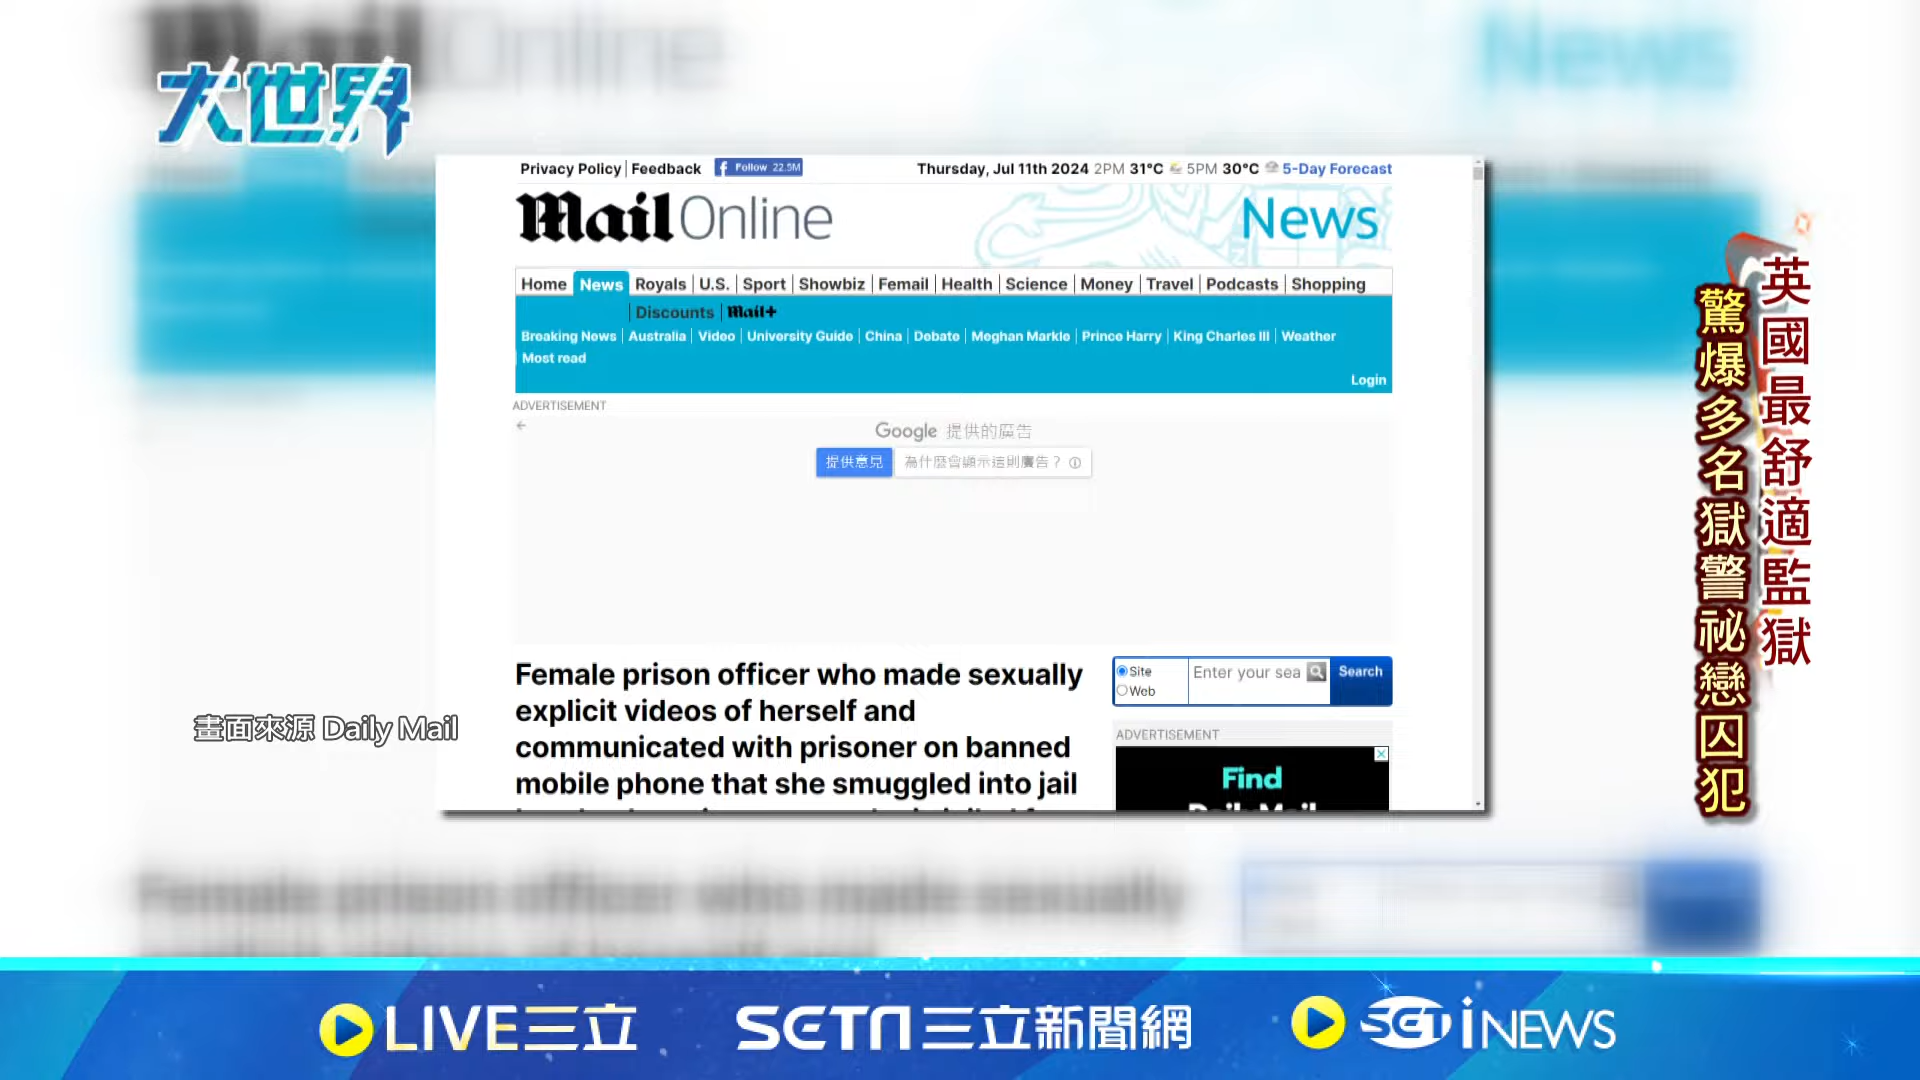 大世界
Privacy Policy Feedback Follow 22.5M
Thursday, Jul 11th 2024 2PM 31°C 5PM 30°C 5-Day Forecast
Mail Online
News
Home News Royals U.S. Sport Showbiz Femail Health Science Money Travel Podcasts Shopping
Discounts Mail+
Breaking News Australia Video University Guide China Debate Meghan Markle Prince Harry King Charles III Weather
Most read
Login
ADVERTISEMENT
Google 提供的廣告
提供意見 為什麼會顯示這則廣告？
Female prison officer who made sexually
explicit videos of herself and
communicated with prisoner on banned
mobile phone that she smuggled into jail
Site
Web
Enter your sea
Search
ADVERTISEMENT
Find
畫面來源 Daily Mail
英國最舒適監獄
驚爆多名獄警祕戀囚犯
LIVE三立
SETN三立新聞網
SET iNEWS